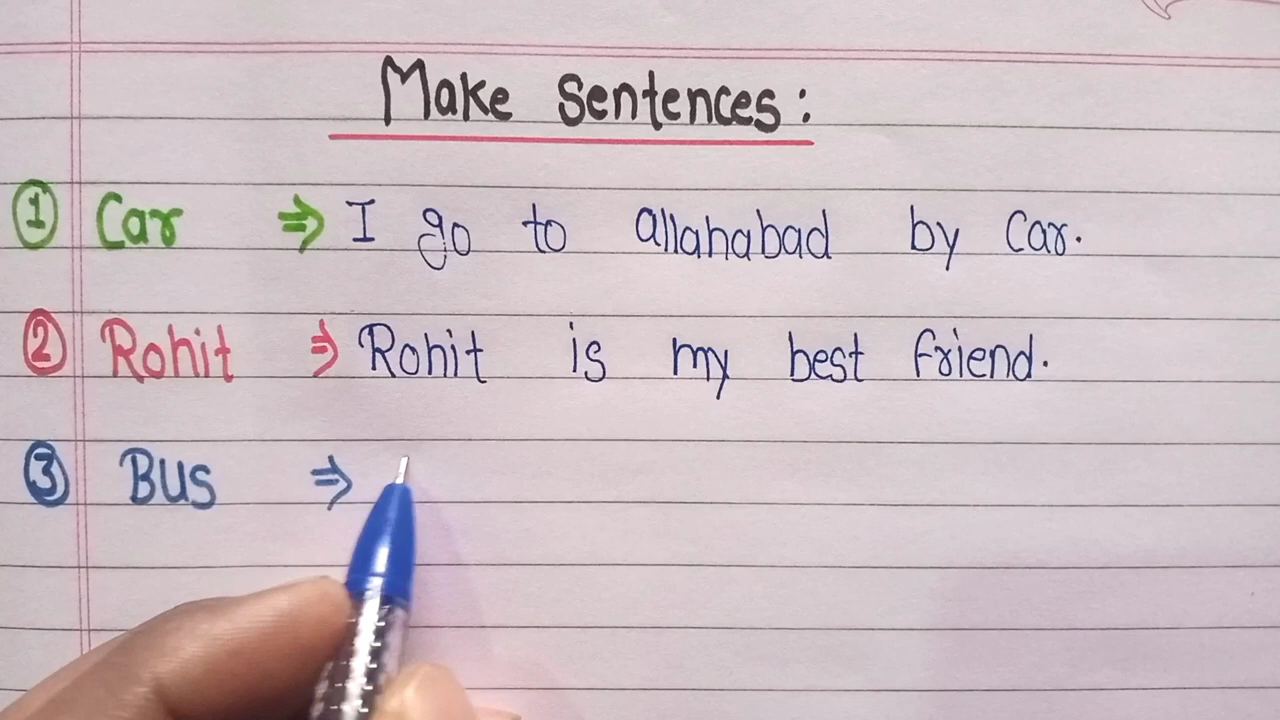 Make Sentences:
① Car ⇒ I go to allahabad by Car.
② Rohit ⇒ Rohit is my best friend.
③ Bus ⇒